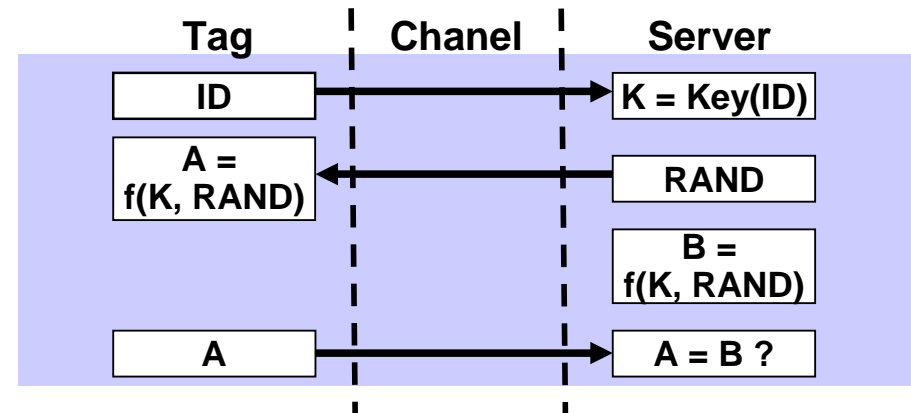 Tag Chanel Server
ID
K = Key(ID)
A =
f(K, RAND)
RAND
B =
f(K, RAND)
A
A = B ?